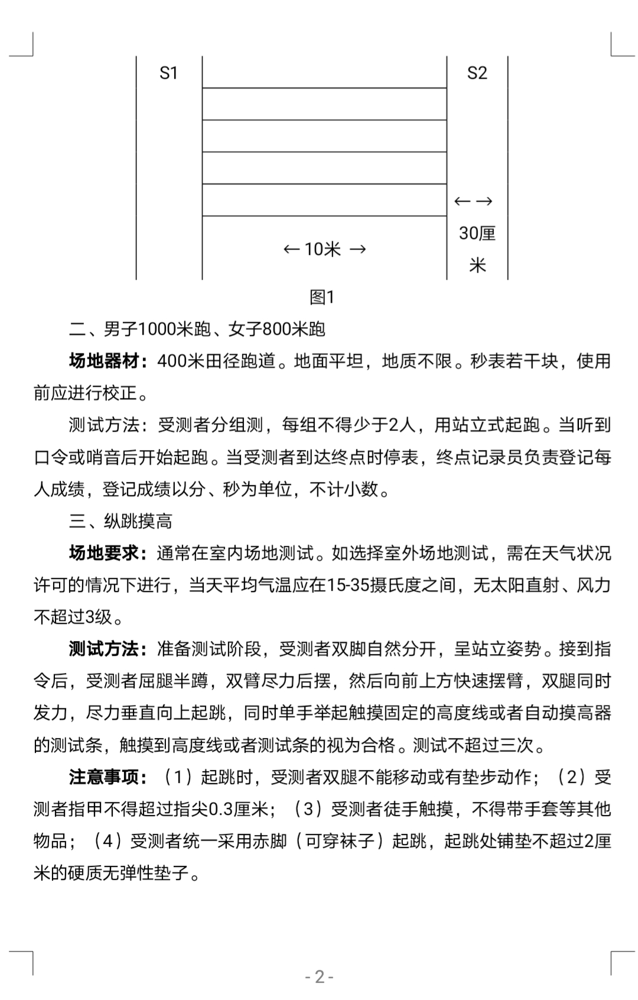 S1 S2
←→
30厘
←10米 →
米
图1
二、男子1000米跑、女子800米跑
场地器材：400米田径跑道。地面平坦，地质不限。秒表若干块，使用
前应进行校正。
测试方法：受测者分组测，每组不得少于2人，用站立式起跑。当听到
口令或哨音后开始起跑。当受测者到达终点时停表，终点记录员负责登记每
人成绩，登记成绩以分、秒为单位，不计小数。
三、纵跳摸高
场地要求：通常在室内场地测试。如选择室外场地测试，需在天气状况
许可的情况下进行，当天平均气温应在15-35摄氏度之间，无太阳直射、风力
不超过3级。
测试方法：准备测试阶段，受测者双脚自然分开，呈站立姿势。接到指
令后，受测者屈腿半蹲，双臂尽力后摆，然后向前上方快速摆臂，双腿同时
发力，尽力垂直向上起跳，同时单手举起触摸固定的高度线或者自动摸高器
的测试条，触摸到高度线或者测试条的视为合格。测试不超过三次。
注意事项：（1）起跳时，受测者双腿不能移动或有垫步动作；（2）受
测者指甲不得超过指尖0.3厘米；（3）受测者徒手触摸，不得带手套等其他
物品；（4）受测者统一采用赤脚（可穿袜子）起跳，起跳处铺垫不超过2厘
米的硬质无弹性垫子。
- 2 -